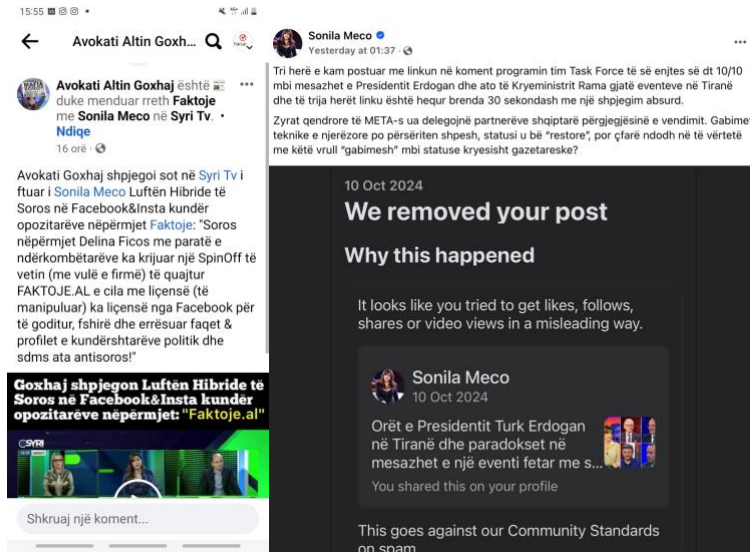 15:55
Avokati Altin Goxh...
Avokati Altin Goxhaj është
duke menduar rreth Faktoje
me Sonila Meco në Syri Tv. •
Ndiqe
16 orë ·
Avokati Goxhaj shpjegoi sot në Syri Tv i
ftuar i Sonila Meco Luftën Hibride të
Soros në Facebook&Insta kundër
opozitarëve nëpërmjet Faktoje: "Soros
nëpërmjet Delina Ficos me paratë e
ndërkombëtarëve ka krijuar një SpinOff të
vetin (me vulë e firmë) të quajtur
FAKTOJE.AL e cila me liçensë (të
manipuluar) ka liçensë nga Facebook për
të goditur, fshirë dhe errësuar faqet &
profilet e kundërshtarëve politik dhe
sdms ata antisoros!"
Goxhaj shpjegon Luftën Hibride të
Soros në Facebook&Insta kundër
opozitarëve nëpërmjet: "Faktoje.al"
SYRI
Shkruaj një koment...
Sonila Meco
Yesterday at 01:37 ·
Tri herë e kam postuar me linkun në koment programin tim Task Force të së enjtes së dt 10/10
mbi mesazhet e Presidentit Erdogan dhe ato të Kryeministrit Rama gjatë eventeve në Tiranë
dhe të trija herët linku është hequr brenda 30 sekondash me një shpjegim absurd.
Zyrat qendrore të META-s ua delegojnë partnerëve shqiptarë përgjegjësinë e vendimit. Gabimet
teknike e njerëzore po përsëriten shpesh, statusi u bë "restore", por çfarë ndodh në të vërtetë
me këtë vrull "gabimesh" mbi statuse kryesisht gazetareske?
10 Oct 2024
We removed your post
Why this happened
It looks like you tried to get likes, follows,
shares or video views in a misleading way.
Sonila Meco
10 Oct 2024
Orët e Presidentit Turk Erdogan
në Tiranë dhe paradokset në
mesazhet e një eventi fetar me s...
You shared this on your profile
This goes against our Community Standards
on spam